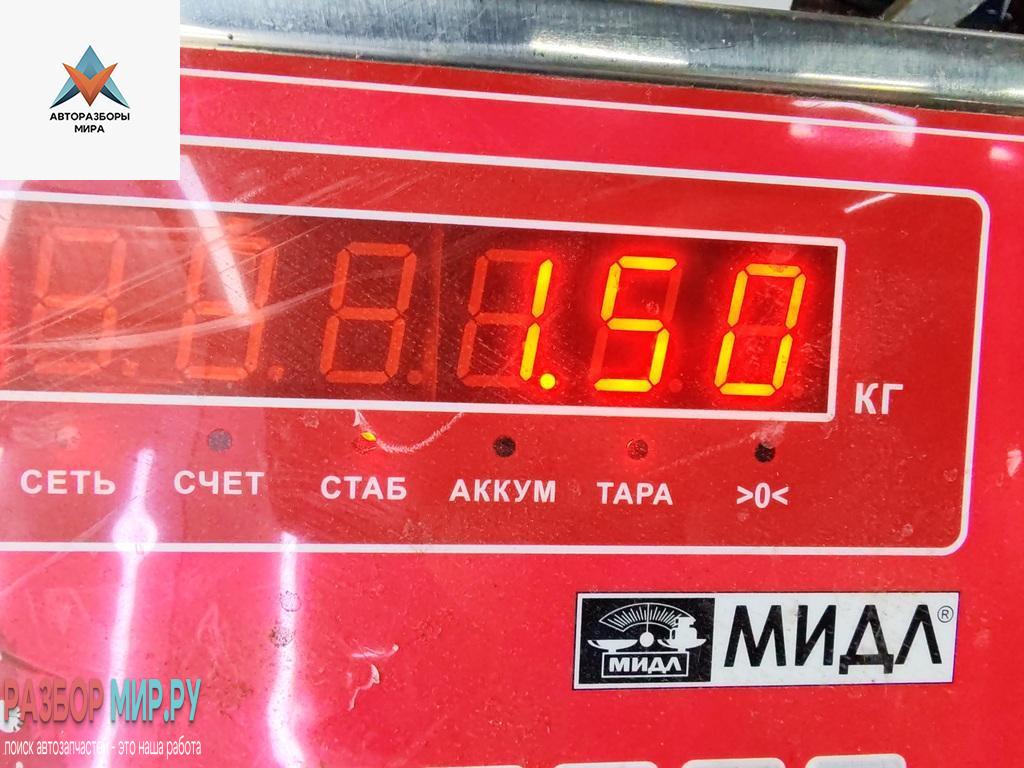 АВТОРАЗБОРЫ
МИРА
1.50
КГ
СЕТЬ СЧЕТ СТАБ АККУМ ТАРА >0<
МИДЛ МИДЛ®
РАЗБОР МИР.РУ
поиск автозапчастей - это наша работа